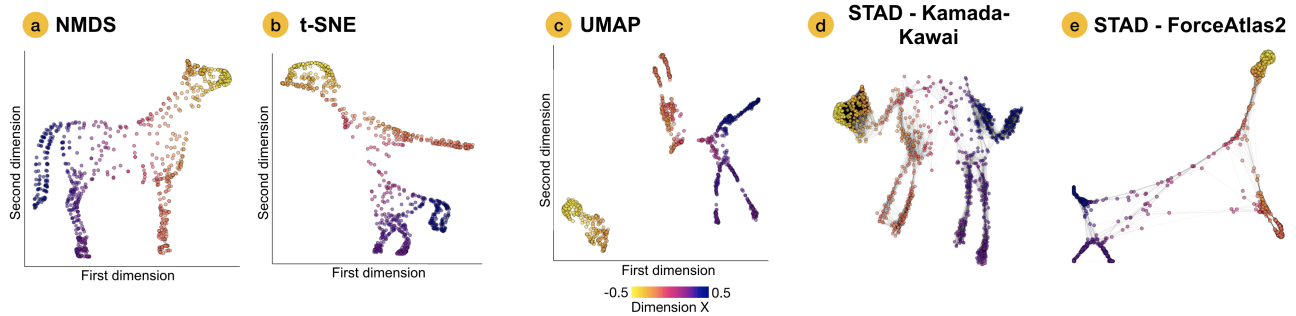 a NMDS
Second dimension
First dimension
b t-SNE
Second dimension
First dimension
c UMAP
Second dimension
First dimension
-0.5 0.5
Dimension X
d STAD - Kamada-
Kawai
e STAD - ForceAtlas2